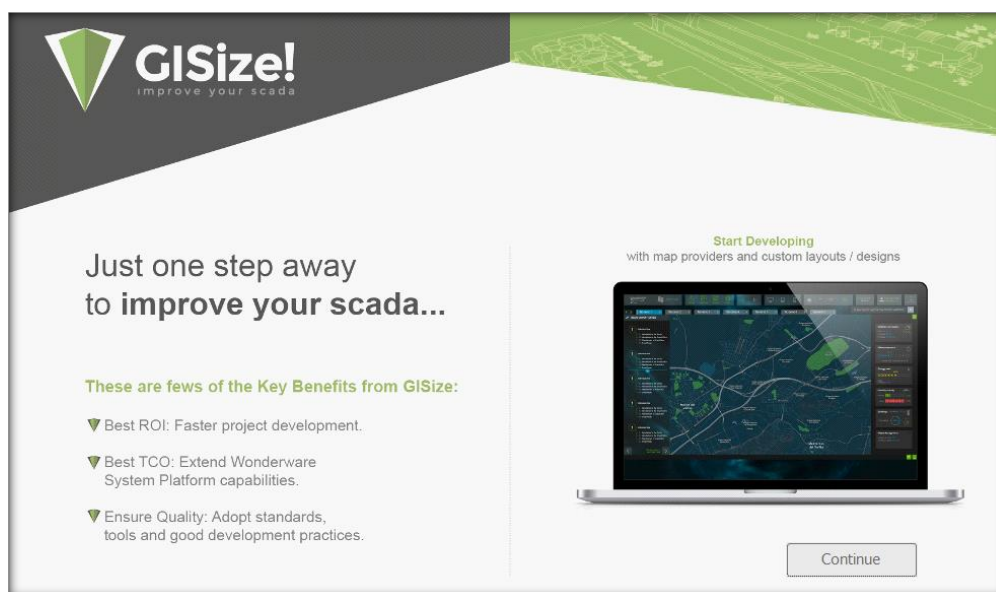 GISize!
improve your scada
Just one step away
to improve your scada...
These are fews of the Key Benefits from GISize:
Best ROI: Faster project development.
Best TCO: Extend Wonderware
System Platform capabilities.
Ensure Quality: Adopt standards,
tools and good development practices.
Start Developing
with map providers and custom layouts / designs
Continue